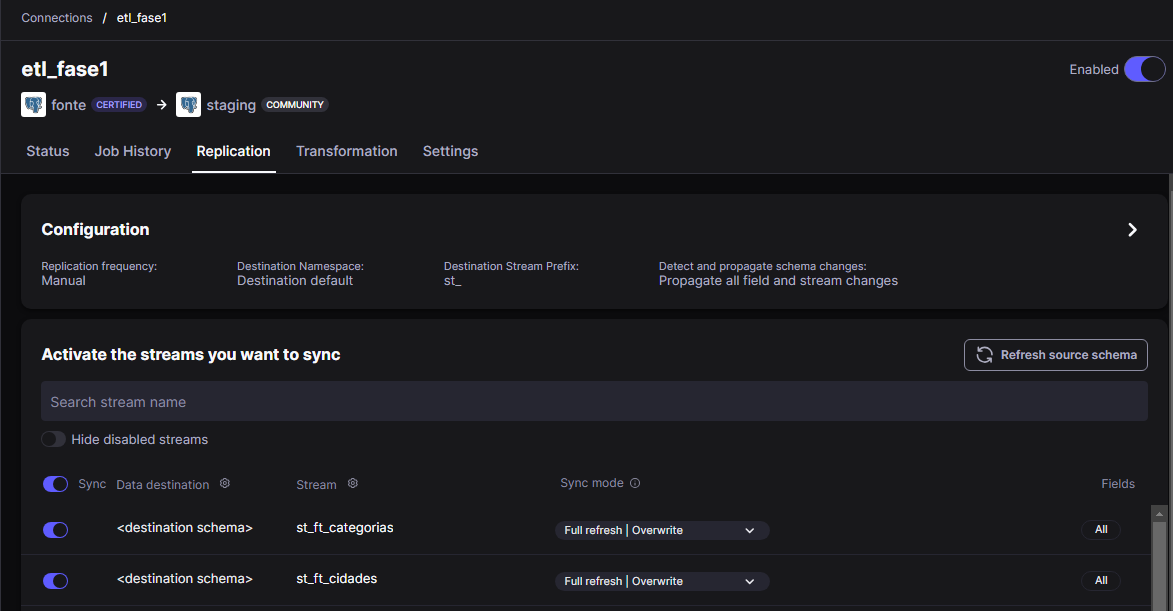 Connections / etl_fase1
etl_fase1
Enabled
fonte CERTIFIED → staging COMMUNITY
Status Job History Replication Transformation Settings
Configuration
Replication frequency: Destination Namespace: Destination Stream Prefix: Detect and propagate schema changes:
Manual Destination default st_ Propagate all field and stream changes
Activate the streams you want to sync
Refresh source schema
Search stream name
Hide disabled streams
Sync Data destination Stream Sync mode Fields
<destination schema> st_ft_categorias Full refresh | Overwrite All
<destination schema> st_ft_cidades Full refresh | Overwrite All